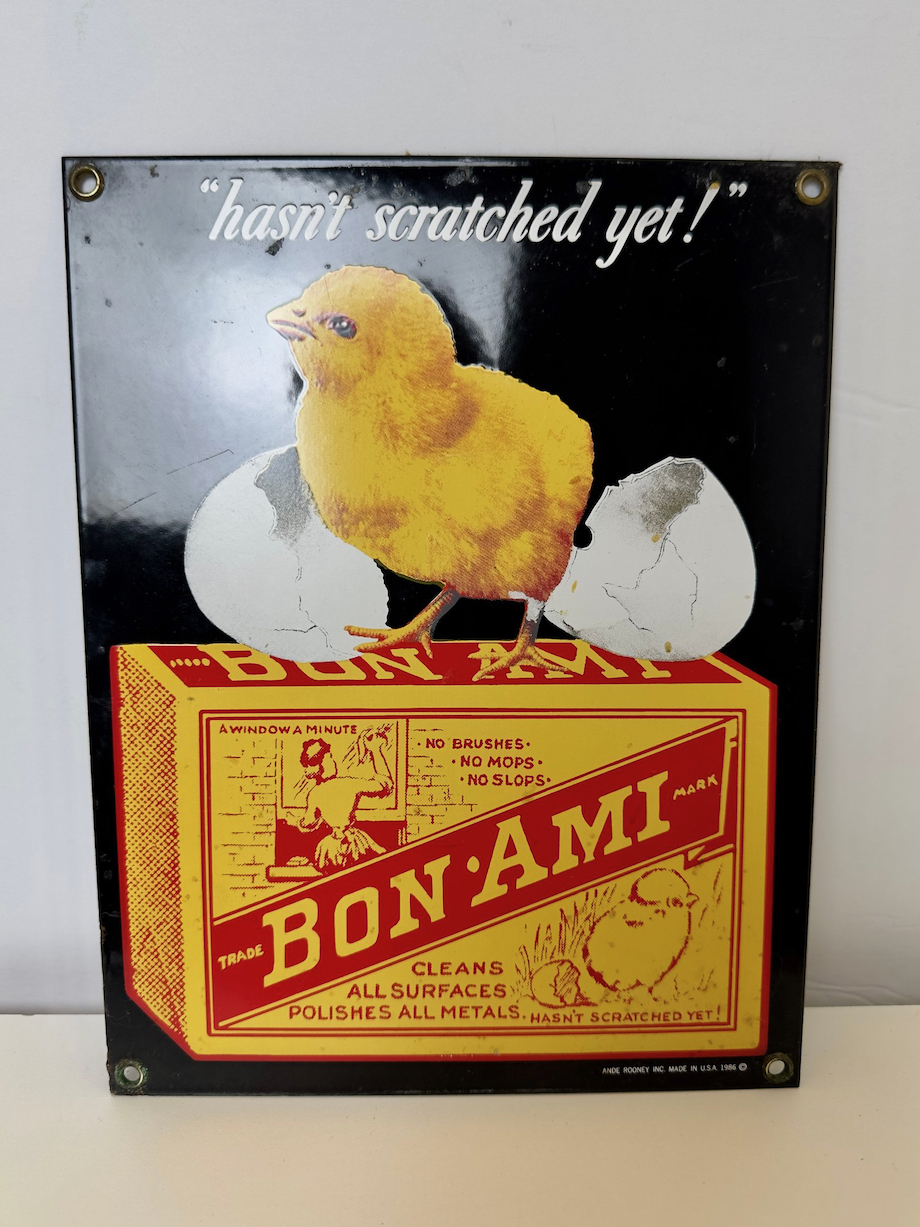 “hasn't scratched yet!”
BON AMI
A WINDOW A MINUTE
· NO BRUSHES ·
· NO MOPS ·
· NO SLOPS ·
TRADE BON·AMI MARK
CLEANS
ALL SURFACES
POLISHES ALL METALS.
HASN'T SCRATCHED YET!
ANDE ROONEY INC. MADE IN U.S.A. 1986 ©